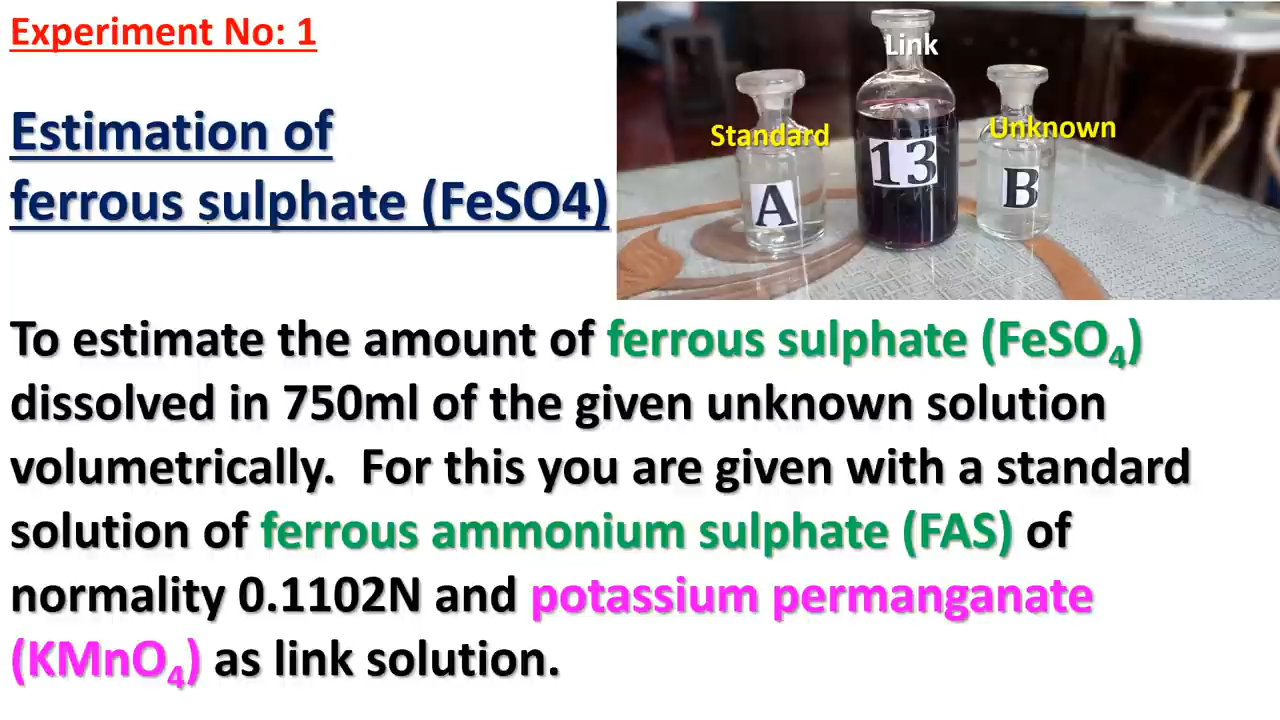 Experiment No: 1
Estimation of
ferrous sulphate (FeSO4)
Link
Standard
Unknown
13
A
B
To estimate the amount of ferrous sulphate (FeSO₄)
dissolved in 750ml of the given unknown solution
volumetrically. For this you are given with a standard
solution of ferrous ammonium sulphate (FAS) of
normality 0.1102N and potassium permanganate
(KMnO₄) as link solution.